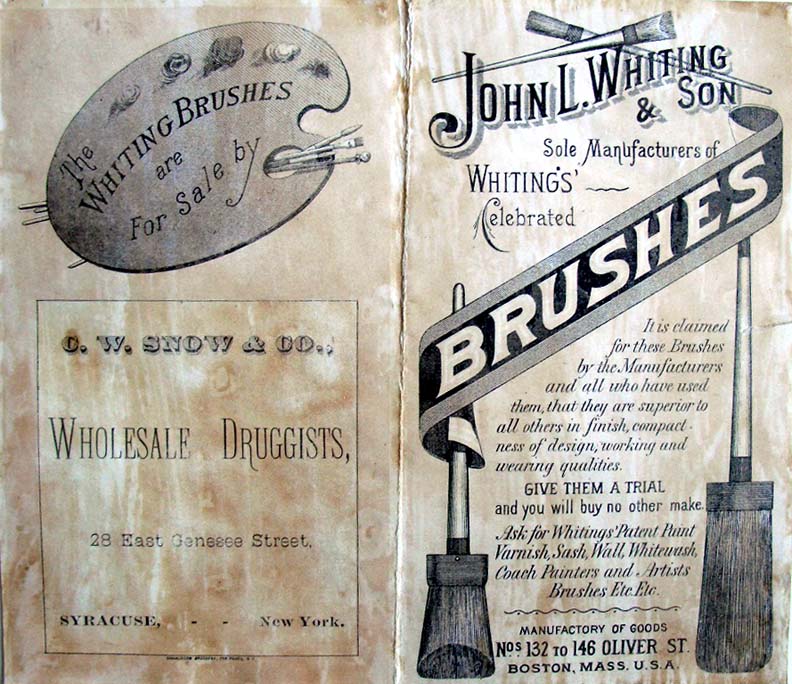 The
WHITING BRUSHES
are
For Sale by
C. W. SNOW & CO.,
WHOLESALE DRUGGISTS,
28 East Genesee Street,
SYRACUSE, - - New York.
JOHN L. WHITING
& SON
Sole Manufacturers of
WHITING'S'
Celebrated
BRUSHES
It is claimed
for these Brushes
by the Manufacturers
and all who have used
them, that they are superior to
all others in finish, compact-
ness of design, working and
wearing qualities.
GIVE THEM A TRIAL
and you will buy no other make.
Ask for Whitings' Patent Paint
Varnish, Sash, Wall, Whitewash,
Coach Painters and Artists
Brushes Etc. Etc.
MANUFACTORY OF GOODS
Nos 132 TO 146 OLIVER ST.
BOSTON, MASS. U.S.A.